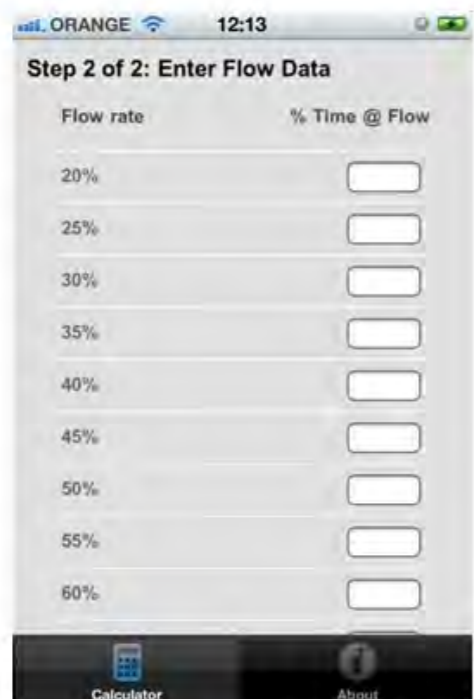 ORANGE 12:13
Step 2 of 2: Enter Flow Data
Flow rate % Time @ Flow
20%
25%
30%
35%
40%
45%
50%
55%
60%
Calculator About